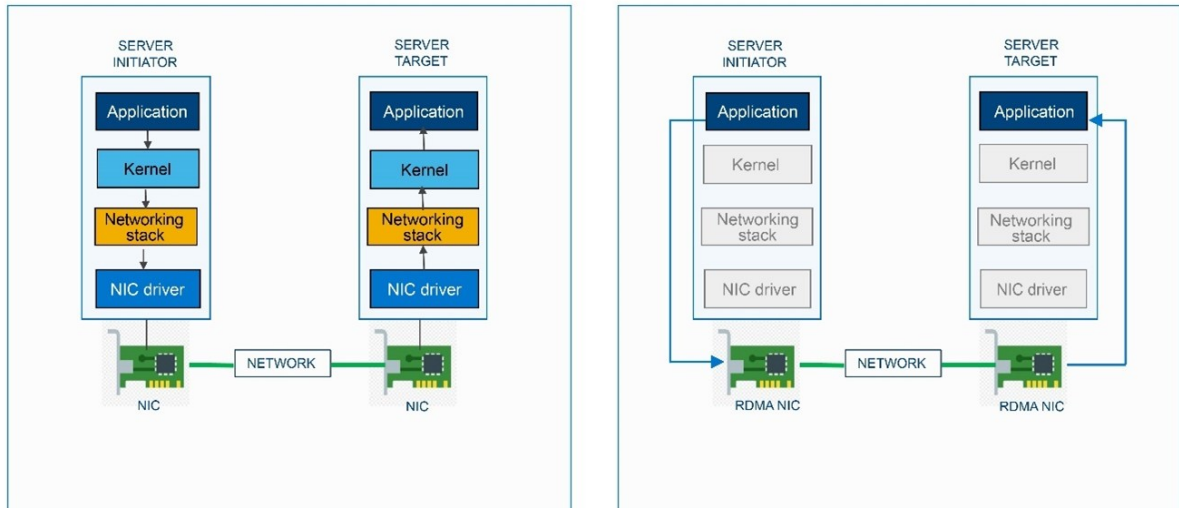 SERVER
INITIATOR
Application
Kernel
Networking
stack
NIC driver
NIC
NETWORK
SERVER
TARGET
Application
Kernel
Networking
stack
NIC driver
NIC
SERVER
INITIATOR
Application
Kernel
Networking
stack
NIC driver
RDMA NIC
NETWORK
SERVER
TARGET
Application
Kernel
Networking
stack
NIC driver
RDMA NIC